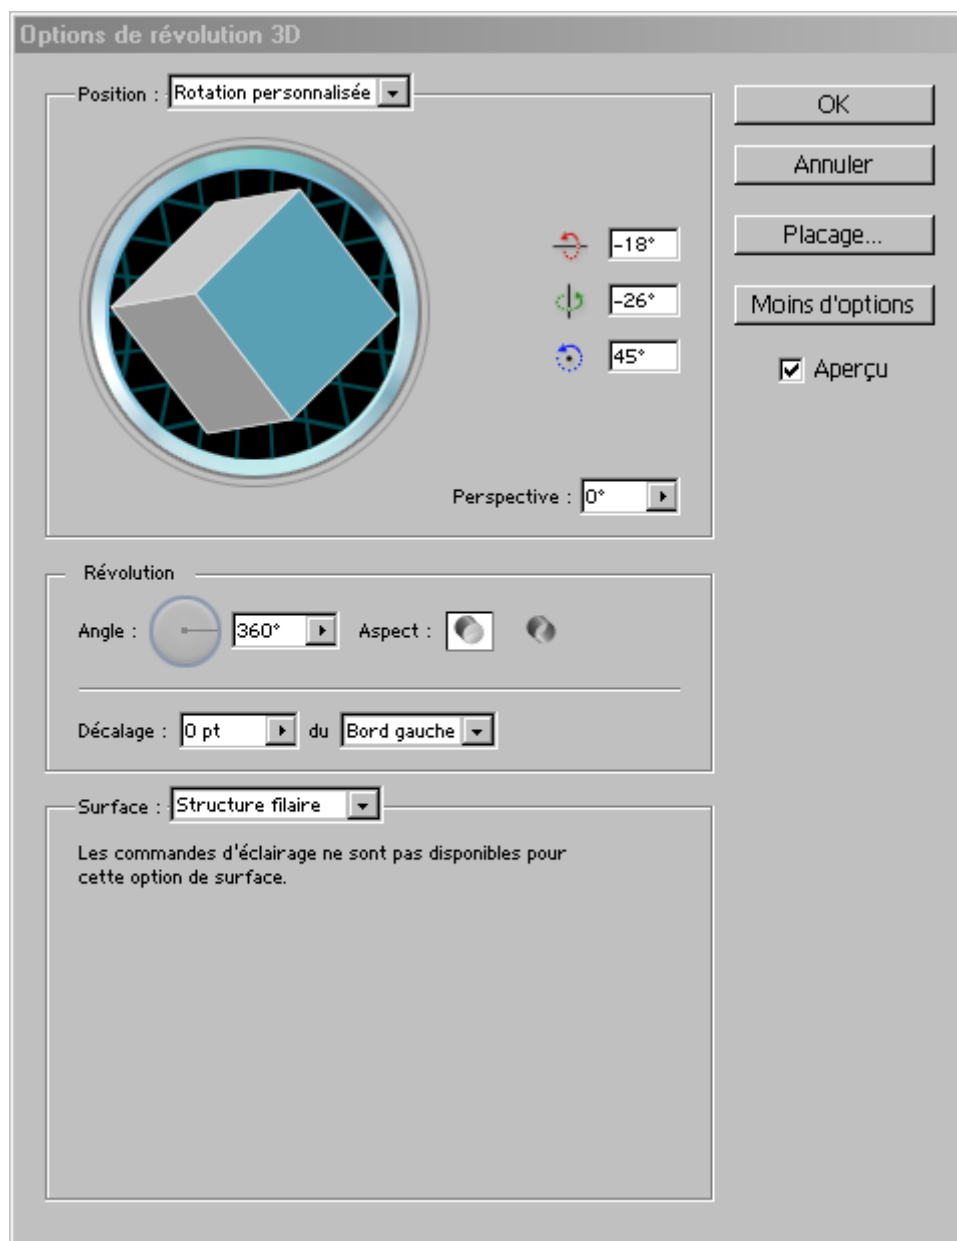 Options de révolution 3D
Position : Rotation personnalisée
OK
Annuler
Placage...
Moins d'options
Aperçu
-18°
-26°
45°
Perspective : 0°
Révolution
Angle : 360° Aspect :
Décalage : 0 pt du Bord gauche
Surface : Structure filaire
Les commandes d'éclairage ne sont pas disponibles pour
cette option de surface.